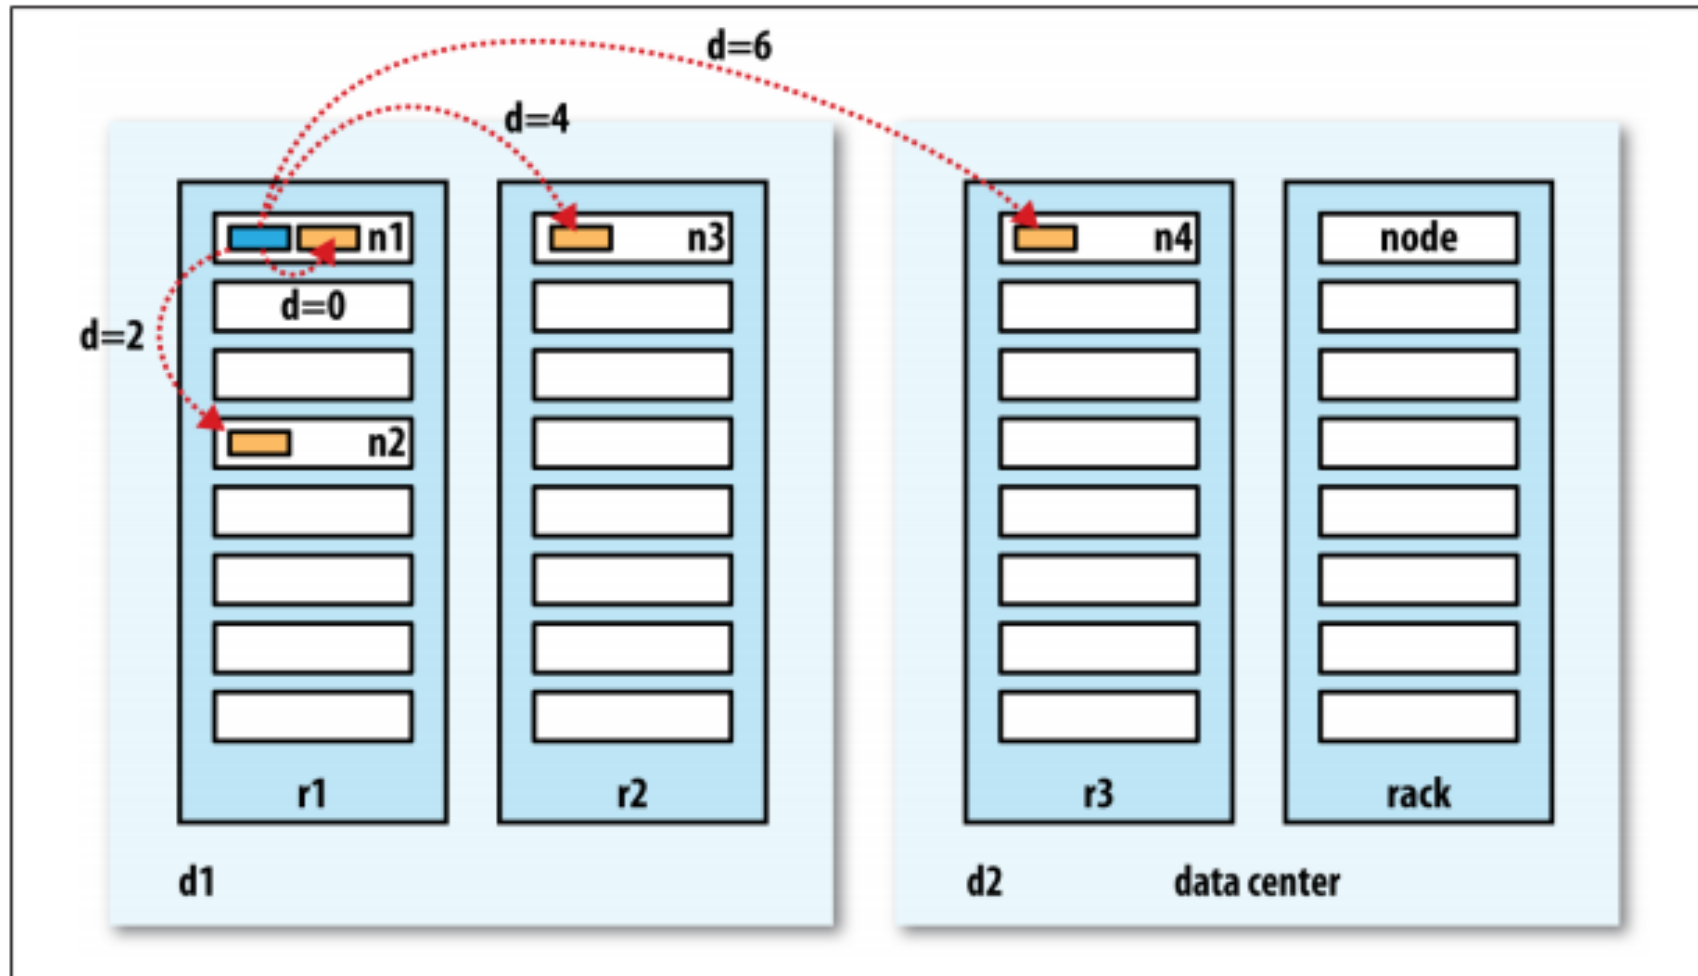 d=6
d=4
n1
n3
n4
node
d=0
d=2
n2
r1
r2
r3
rack
d1
d2
data center